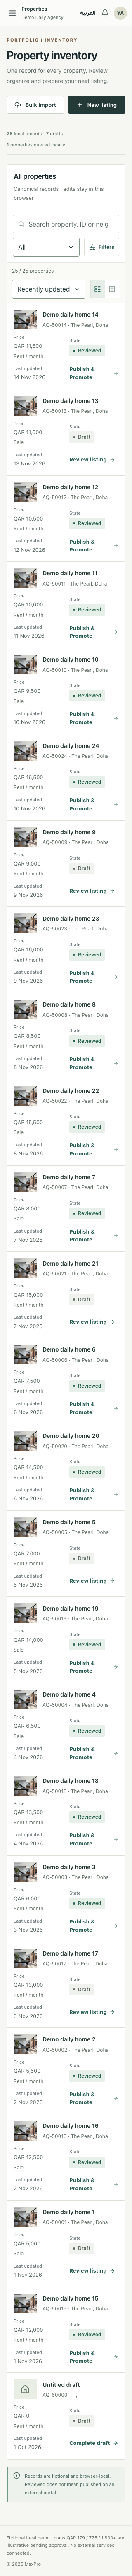 Properties
Demo Daily Agency
العربية
YA
PORTFOLIO / INVENTORY
Property inventory
One record for every property. Review,
organize and prepare your next listing.
Bulk import
New listing
25 local records 7 drafts
1 properties queued locally
All properties
Canonical records · edits stay in this
browser
Search property, ID or neig
All
Filters
25 / 25 properties
Recently updated
Demo daily home 14
AQ-50014 · The Pearl, Doha
Price
QAR 11,500
Rent / month
State
Reviewed
Last updated
14 Nov 2026
Publish &
Promote
Demo daily home 13
AQ-50013 · The Pearl, Doha
Price
QAR 11,000
Sale
State
Draft
Last updated
13 Nov 2026
Review listing
Demo daily home 12
AQ-50012 · The Pearl, Doha
Price
QAR 10,500
Rent / month
State
Reviewed
Last updated
12 Nov 2026
Publish &
Promote
Demo daily home 11
AQ-50011 · The Pearl, Doha
Price
QAR 10,000
Rent / month
State
Reviewed
Last updated
11 Nov 2026
Publish &
Promote
Demo daily home 10
AQ-50010 · The Pearl, Doha
Price
QAR 9,500
Sale
State
Reviewed
Last updated
10 Nov 2026
Publish &
Promote
Demo daily home 24
AQ-50024 · The Pearl, Doha
Price
QAR 16,500
Rent / month
State
Reviewed
Last updated
10 Nov 2026
Publish &
Promote
Demo daily home 9
AQ-50009 · The Pearl, Doha
Price
QAR 9,000
Rent / month
State
Draft
Last updated
9 Nov 2026
Review listing
Demo daily home 23
AQ-50023 · The Pearl, Doha
Price
QAR 16,000
Rent / month
State
Reviewed
Last updated
9 Nov 2026
Publish &
Promote
Demo daily home 8
AQ-50008 · The Pearl, Doha
Price
QAR 8,500
Rent / month
State
Reviewed
Last updated
8 Nov 2026
Publish &
Promote
Demo daily home 22
AQ-50022 · The Pearl, Doha
Price
QAR 15,500
Sale
State
Reviewed
Last updated
8 Nov 2026
Publish &
Promote
Demo daily home 7
AQ-50007 · The Pearl, Doha
Price
QAR 8,000
Sale
State
Reviewed
Last updated
7 Nov 2026
Publish &
Promote
Demo daily home 21
AQ-50021 · The Pearl, Doha
Price
QAR 15,000
Rent / month
State
Draft
Last updated
7 Nov 2026
Review listing
Demo daily home 6
AQ-50006 · The Pearl, Doha
Price
QAR 7,500
Rent / month
State
Reviewed
Last updated
6 Nov 2026
Publish &
Promote
Demo daily home 20
AQ-50020 · The Pearl, Doha
Price
QAR 14,500
Rent / month
State
Reviewed
Last updated
6 Nov 2026
Publish &
Promote
Demo daily home 5
AQ-50005 · The Pearl, Doha
Price
QAR 7,000
Rent / month
State
Draft
Last updated
5 Nov 2026
Review listing
Demo daily home 19
AQ-50019 · The Pearl, Doha
Price
QAR 14,000
Sale
State
Reviewed
Last updated
5 Nov 2026
Publish &
Promote
Demo daily home 4
AQ-50004 · The Pearl, Doha
Price
QAR 6,500
Sale
State
Reviewed
Last updated
4 Nov 2026
Publish &
Promote
Demo daily home 18
AQ-50018 · The Pearl, Doha
Price
QAR 13,500
Rent / month
State
Reviewed
Last updated
4 Nov 2026
Publish &
Promote
Demo daily home 3
AQ-50003 · The Pearl, Doha
Price
QAR 6,000
Rent / month
State
Reviewed
Last updated
3 Nov 2026
Publish &
Promote
Demo daily home 17
AQ-50017 · The Pearl, Doha
Price
QAR 13,000
Rent / month
State
Draft
Last updated
3 Nov 2026
Review listing
Demo daily home 2
AQ-50002 · The Pearl, Doha
Price
QAR 5,500
Rent / month
State
Reviewed
Last updated
2 Nov 2026
Publish &
Promote
Demo daily home 16
AQ-50016 · The Pearl, Doha
Price
QAR 12,500
Sale
State
Reviewed
Last updated
2 Nov 2026
Publish &
Promote
Demo daily home 1
AQ-50001 · The Pearl, Doha
Price
QAR 5,000
Sale
State
Draft
Last updated
1 Nov 2026
Review listing
Demo daily home 15
AQ-50015 · The Pearl, Doha
Price
QAR 12,000
Rent / month
State
Reviewed
Last updated
1 Nov 2026
Publish &
Promote
Untitled draft
AQ-50000 · —, —
Price
QAR 0
Rent / month
State
Draft
Last updated
1 Oct 2026
Complete draft
Records are fictional and browser-local.
Reviewed does not mean published on an
external portal.
Fictional local demo · plans QAR 179 / 725 / 1,800+ are
illustrative pending approval. No external services
connected.
© 2026 MaxPro